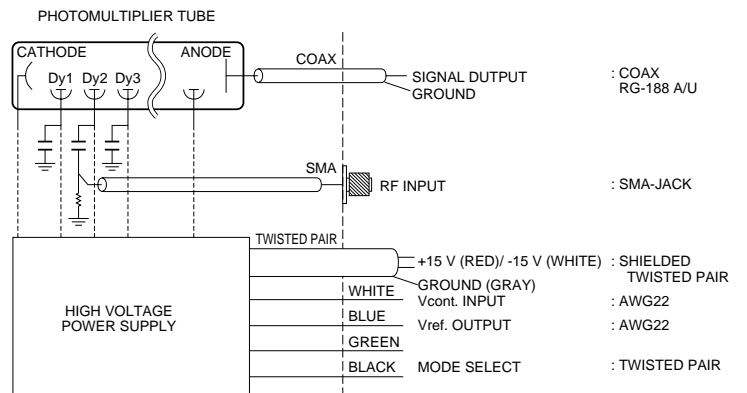 PHOTOMULTIPLIER TUBE
CATHODE
ANODE
COAX
Dy1 Dy2 Dy3
SIGNAL DUTPUT
GROUND
: COAX
RG-188 A/U
SMA
RF INPUT
: SMA-JACK
TWISTED PAIR
+15 V (RED)/ -15 V (WHITE)
: SHIELDED
TWISTED PAIR
GROUND (GRAY)
HIGH VOLTAGE
POWER SUPPLY
WHITE
Vcont. INPUT
: AWG22
BLUE
Vref. OUTPUT
: AWG22
GREEN
BLACK
MODE SELECT
: TWISTED PAIR